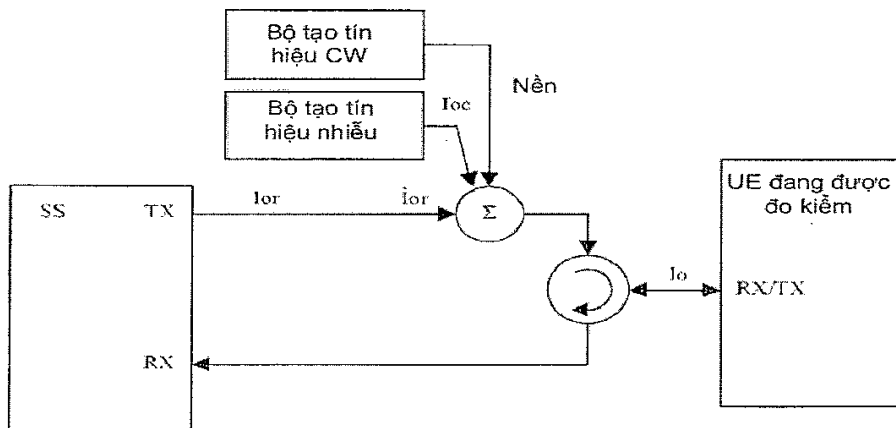 Bộ tạo tín
hiệu CW
Nền
Bộ tạo tín
hiệu nhiễu
Ioc
SS
TX
Ior
Îor
Σ
UE đang được
đo kiểm
Io
RX/TX
RX